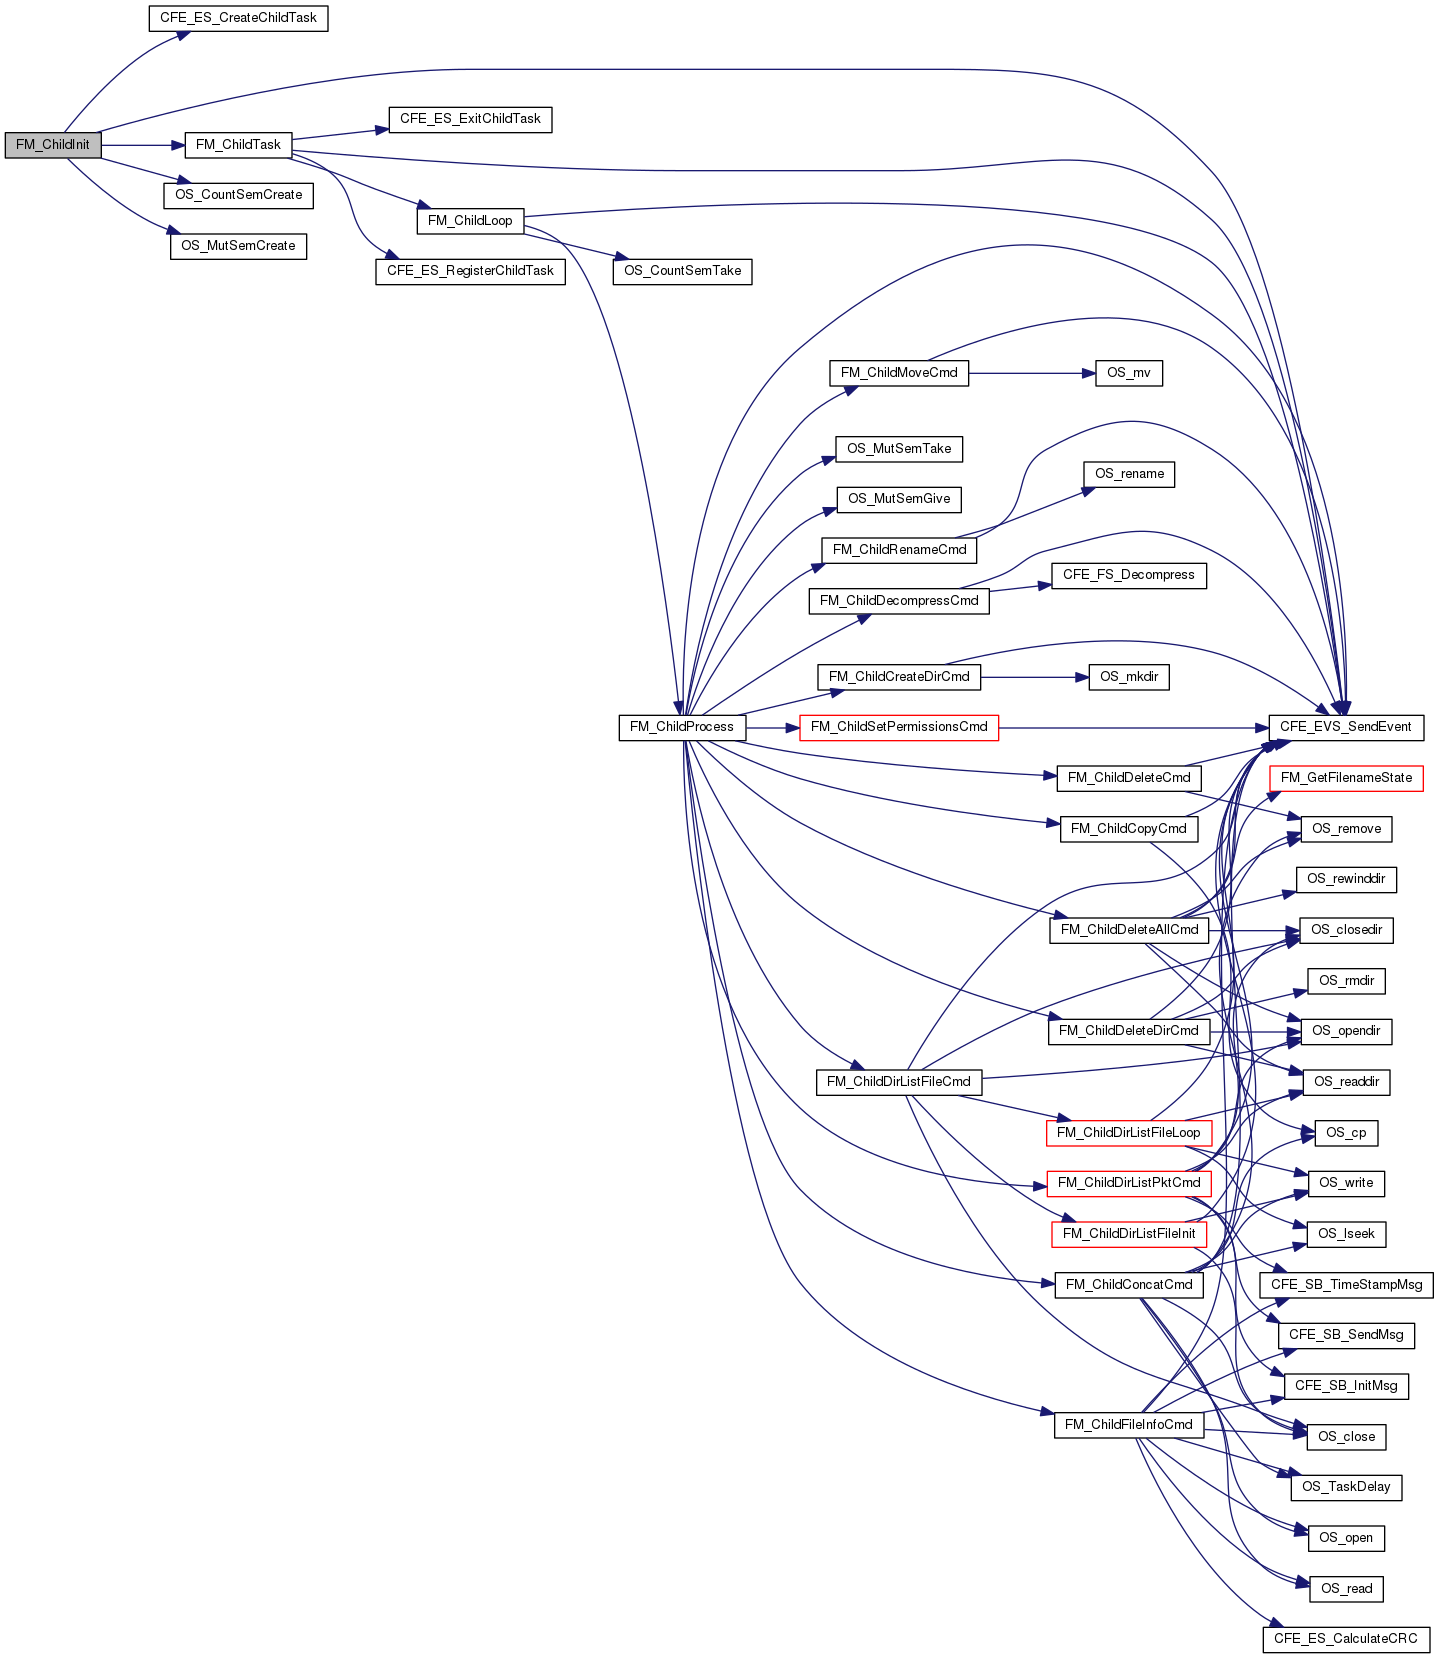 CFE_ES_CreateChildTask
CFE_ES_ExitChildTask
FM_ChildInit
FM_ChildTask
OS_CountSemCreate
FM_ChildLoop
OS_MutSemCreate
CFE_ES_RegisterChildTask
OS_CountSemTake
FM_ChildMoveCmd
OS_mv
OS_MutSemTake
OS_rename
OS_MutSemGive
FM_ChildRenameCmd
CFE_FS_Decompress
FM_ChildDecompressCmd
FM_ChildCreateDirCmd
OS_mkdir
FM_ChildProcess
FM_ChildSetPermissionsCmd
CFE_EVS_SendEvent
FM_ChildDeleteCmd
FM_GetFilenameState
FM_ChildCopyCmd
OS_remove
OS_rewinddir
FM_ChildDeleteAllCmd
OS_closedir
OS_rmdir
FM_ChildDeleteDirCmd
OS_opendir
FM_ChildDirListFileCmd
OS_readdir
FM_ChildDirListFileLoop
OS_cp
FM_ChildDirListPktCmd
OS_write
FM_ChildDirListFileInit
OS_lseek
FM_ChildConcatCmd
CFE_SB_TimeStampMsg
CFE_SB_SendMsg
CFE_SB_InitMsg
FM_ChildFileInfoCmd
OS_close
OS_TaskDelay
OS_open
OS_read
CFE_ES_CalculateCRC